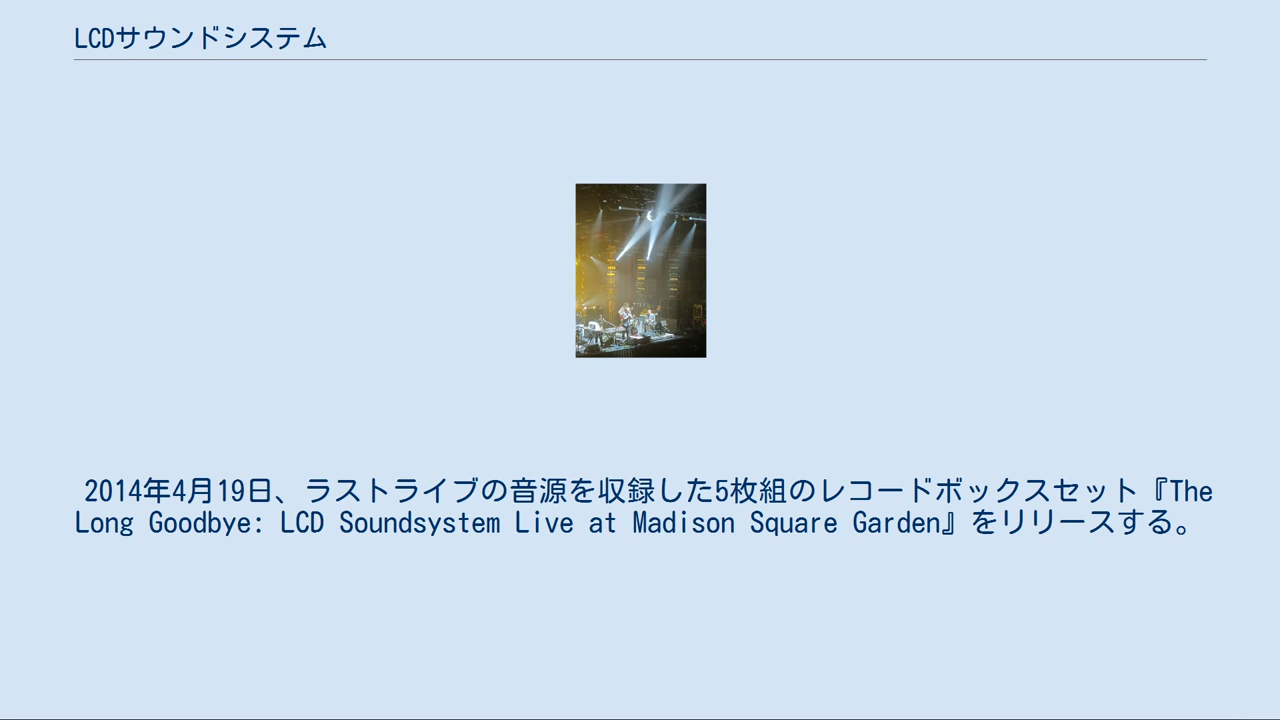 LCDサウンドシステム
2014年4月19日、ラストライブの音源を収録した5枚組のレコードボックスセット『The
Long Goodbye: LCD Soundsystem Live at Madison Square Garden』をリリースする。